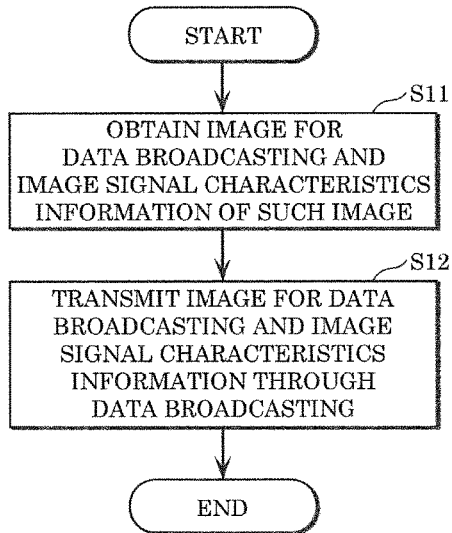 START
S11
OBTAIN IMAGE FOR
DATA BROADCASTING AND
IMAGE SIGNAL CHARACTERISTICS
INFORMATION OF SUCH IMAGE
S12
TRANSMIT IMAGE FOR DATA
BROADCASTING AND IMAGE
SIGNAL CHARACTERISTICS
INFORMATION THROUGH
DATA BROADCASTING
END